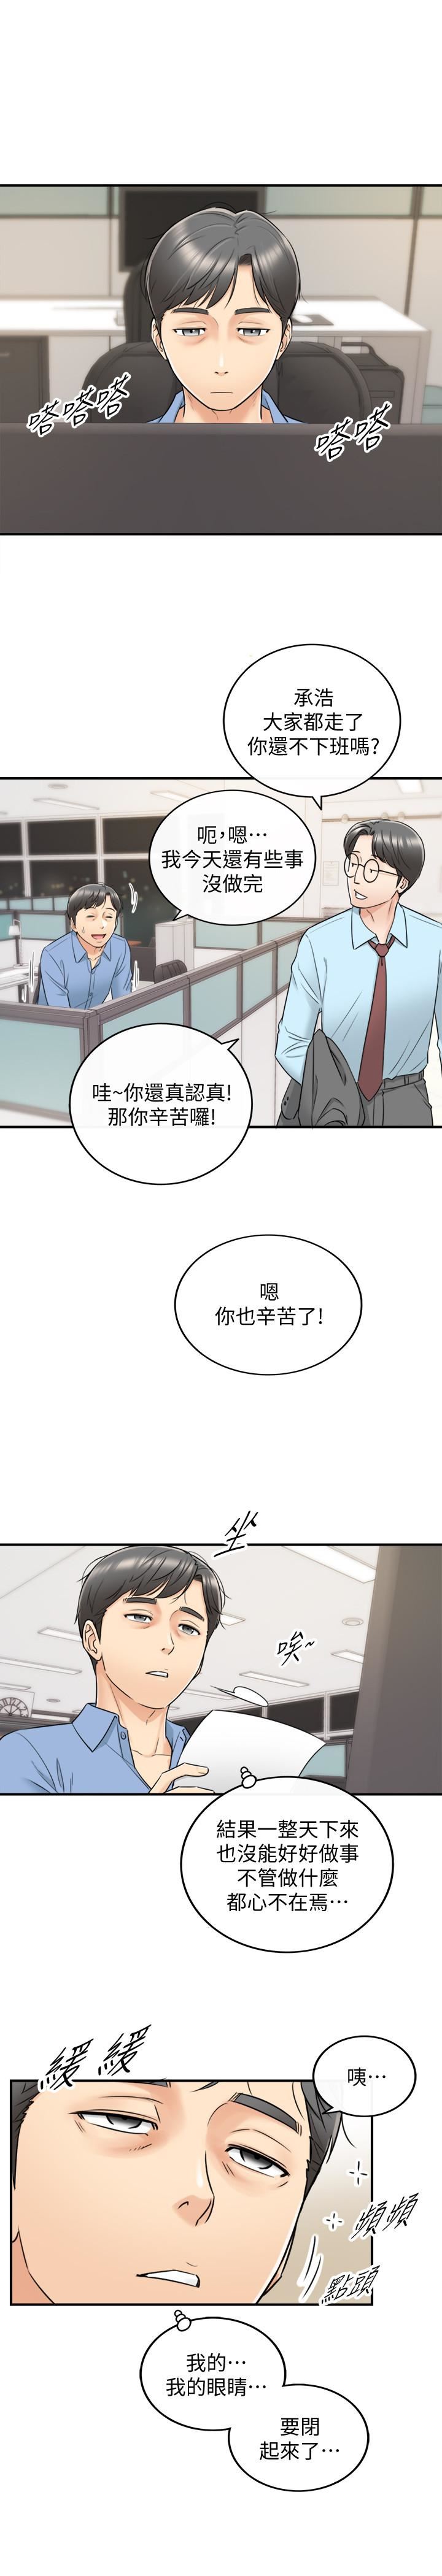 嗒嗒嗒
嗒嗒
承浩
大家都走了
你還不下班嗎?
呃,嗯…
我今天還有些事
沒做完
哇~你還真認真!
那你辛苦囉!
嗯
你也辛苦了!
坐
唉~
結果一整天下來
也沒能好好做事
不管做什麼
都心不在焉…
緩緩
咦…
頻頻
點頭
我的…
我的眼睛…
要閉
起來了…